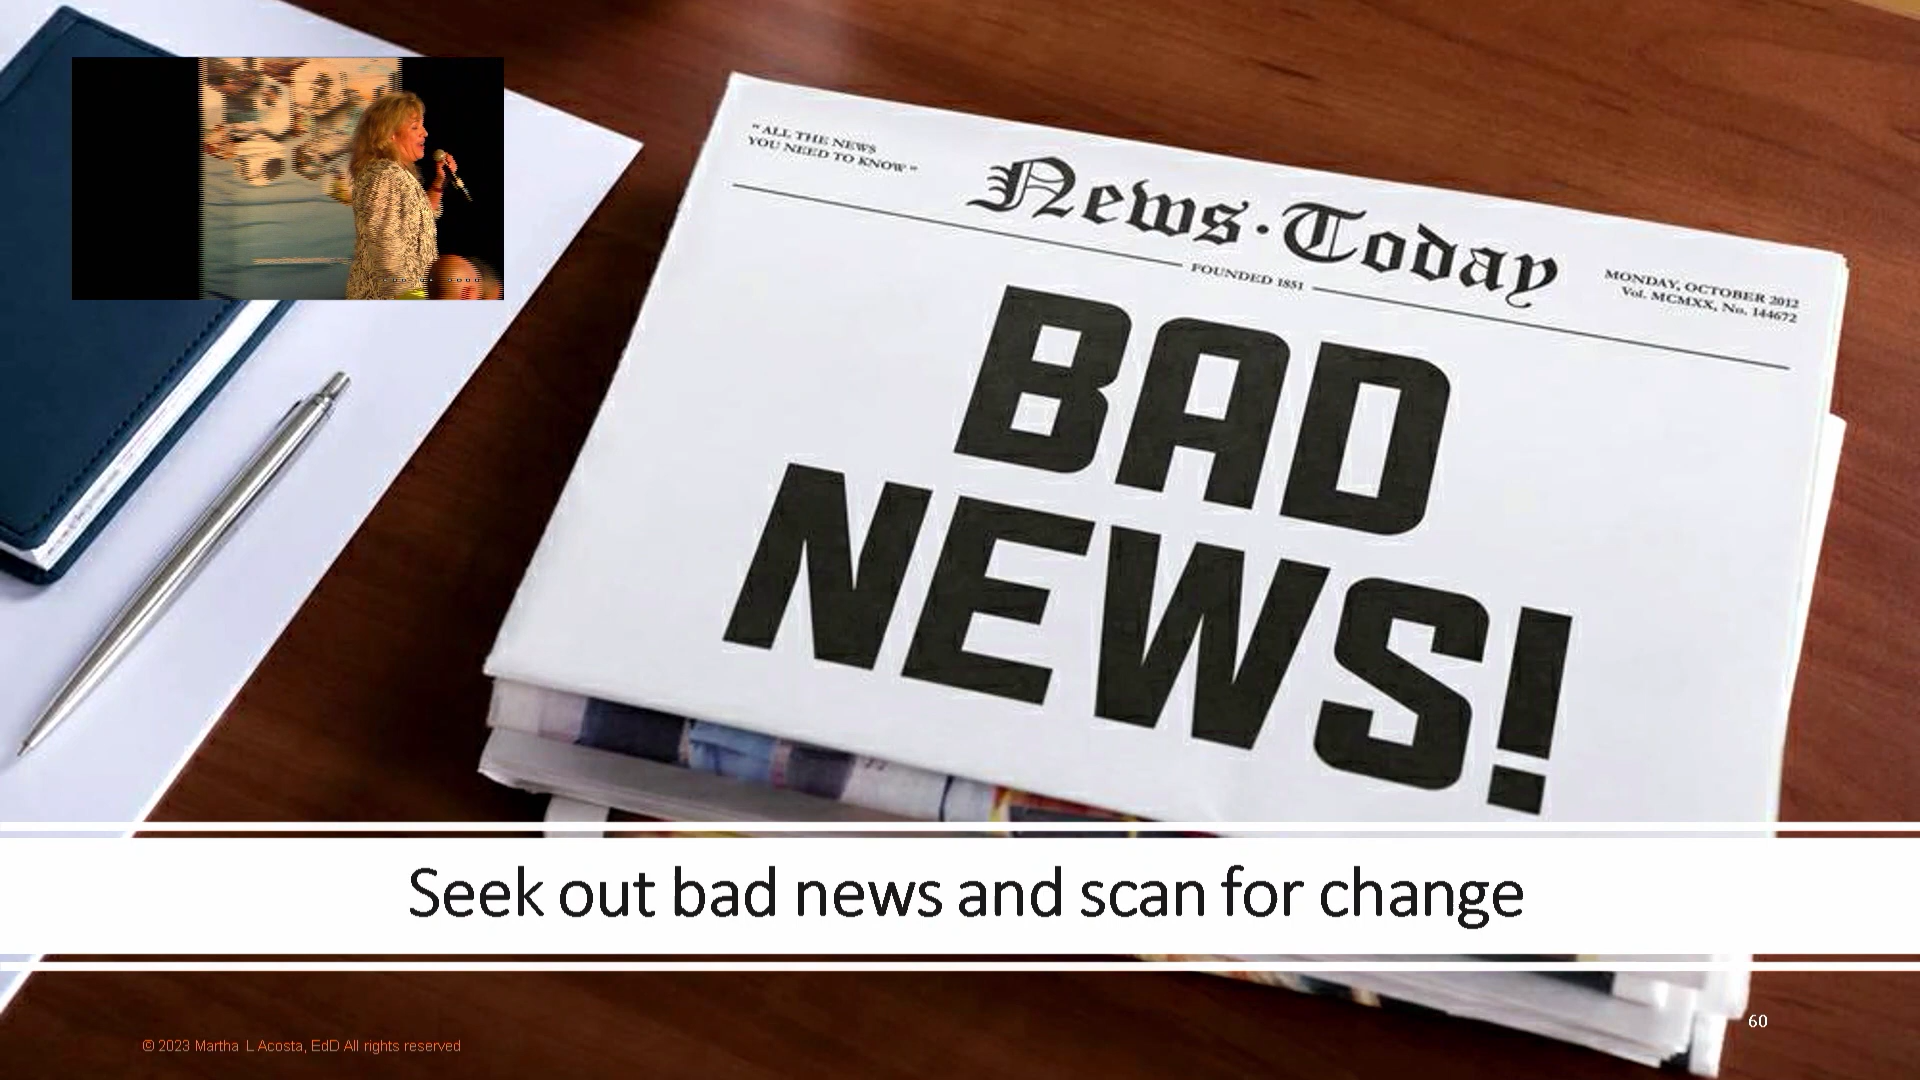 " ALL THE NEWS
YOU NEED TO KNOW "
News·Today
FOUNDED 1851
MONDAY, OCTOBER 2012
Vol. MCMXX, No. 144672
BAD
NEWS!
Seek out bad news and scan for change
60
© 2023 Martha L Acosta, EdD All rights reserved